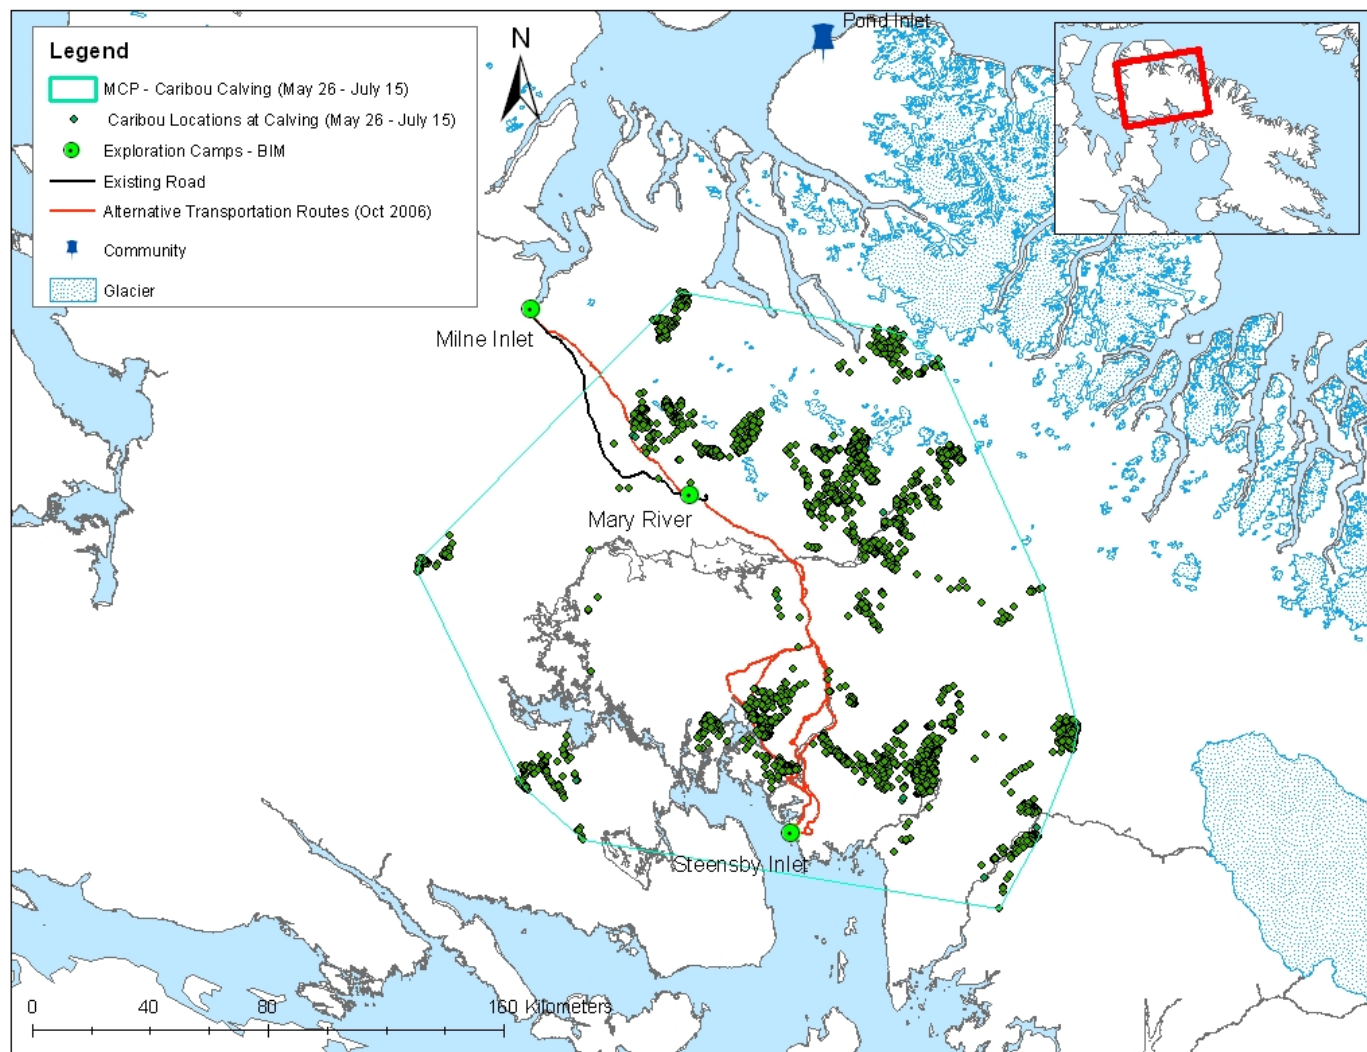 Pond Inlet
Legend
MCP - Caribou Calving (May 26 - July 15)
Caribou Locations at Calving (May 26 - July 15)
Exploration Camps - BIM
Existing Road
Alternative Transportation Routes (Oct 2006)
Community
Glacier
N
Milne Inlet
Mary River
Steensby Inlet
0 40 80 160 Kilometers